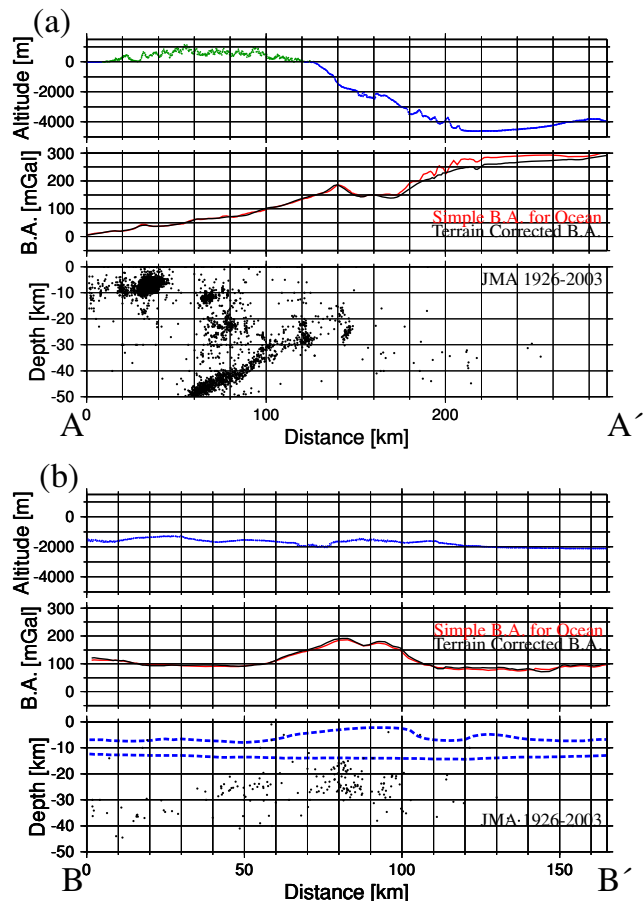 (a)
Altitude [m]
0
-2000
-4000
B.A. [mGal]
300
200
100
0
Simple B.A. for Ocean
Terrain Corrected B.A.
Depth [km]
0
-10
-20
-30
-40
-50
JMA 1926-2003
0
100
200
A
Distance [km]
A´
(b)
Altitude [m]
0
-2000
-4000
B.A. [mGal]
300
200
100
0
Simple B.A. for Ocean
Terrain Corrected B.A.
Depth [km]
0
-10
-20
-30
-40
-50
JMA 1926-2003
0
50
100
150
B
Distance [km]
B´